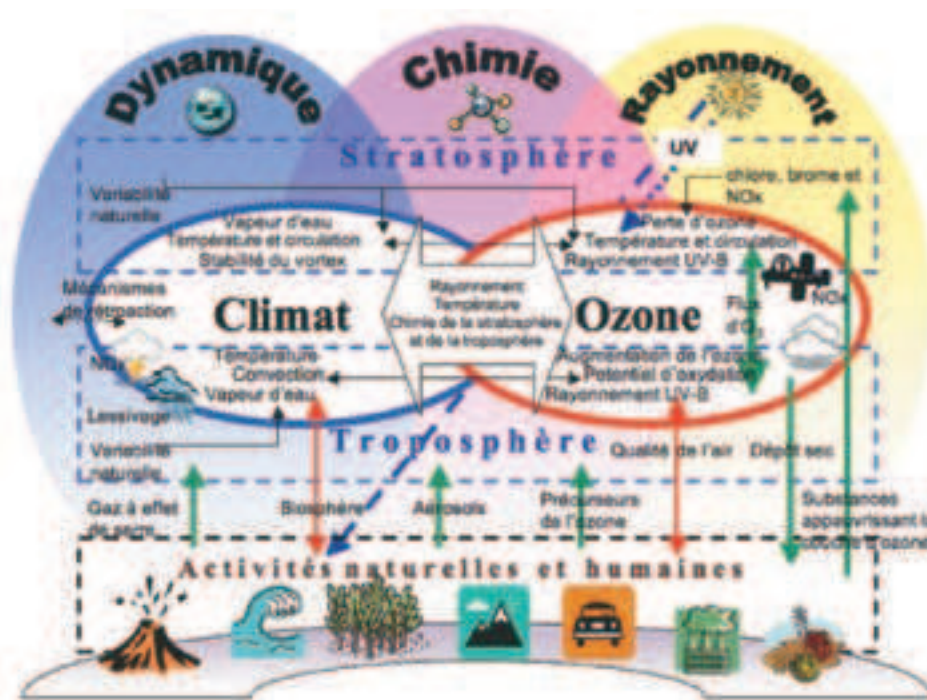 Dynamique
Chimie
Rayonnement
Stratosphère
UV
chlore, brome et
NOx
Variabilité
naturelle
Vapeur d'eau
Température et circulation
Stabilité du vortex
Perte d'ozone
Température et circulation
Rayonnement UV-B
Mécanismes
de rétroaction
Climat
Rayonnement
Température
Chimie de la stratosphère
et de la troposphère
Ozone
Flux
d'O₃
NOx
NOx
Température
Convection
Vapeur d'eau
Augmentation de l'ozone
Potentiel d'oxydation
Rayonnement UV-B
Lessivage
Variabilité
naturelle
Troposphère
Qualité de l'air
Dépôt sec
Gaz à effet
de serre
Biosphère
Aérosols
Précurseurs
de l'ozone
Substances
appauvrissant l
couche d'ozone
Activités naturelles et humaines